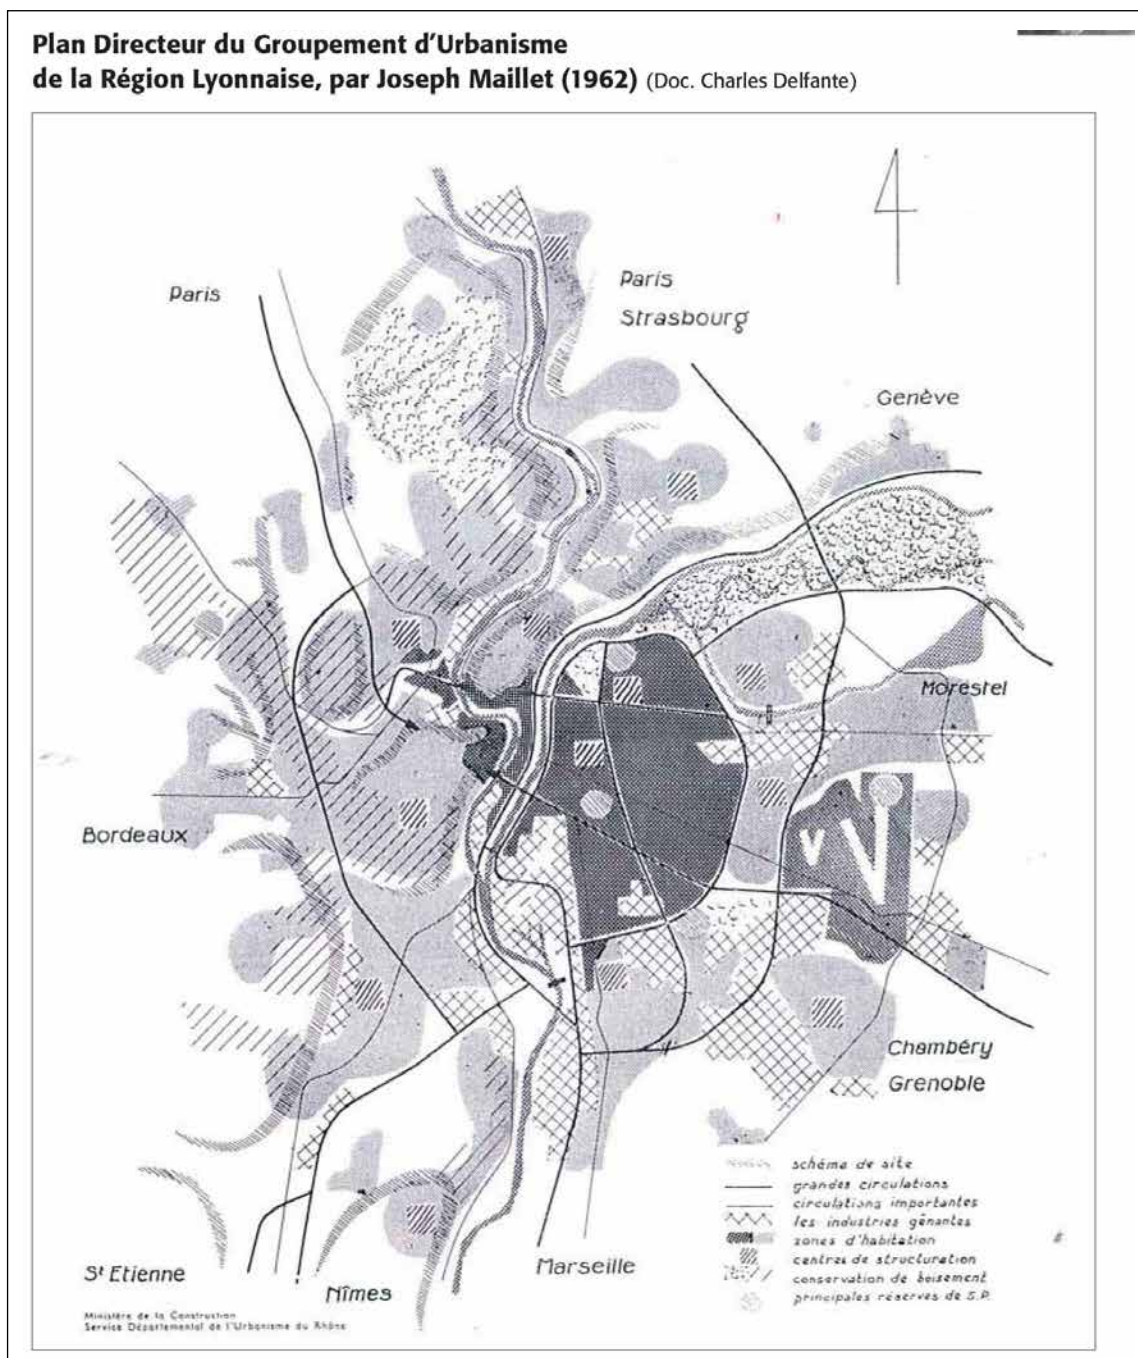 Plan Directeur du Groupement d'Urbanisme
de la Région Lyonnaise, par Joseph Maillet (1962) (Doc. Charles Delfante)
Paris
Paris
Strasbourg
Genève
Morestel
Bordeaux
Chambéry
Grenoble
schéma de site
grandes circulations
circulations importantes
les industries gênantes
zones d'habitation
centres de structuration
conservation de boisement
principales réserves de S.P.
St Etienne
Nîmes
Marseille
Ministère de la Construction
Service Départemental de l'Urbanisme du Rhône